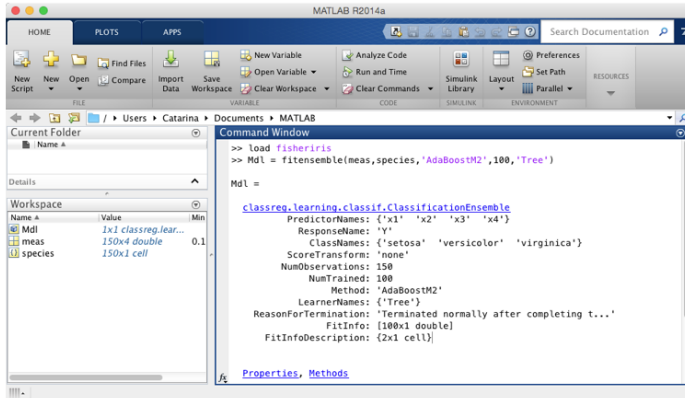 MATLAB R2014a
HOME PLOTS APPS Search Documentation
New Script New Open Find Files Compare Import Data Save Workspace New Variable Open Variable Clear Workspace Analyze Code Run and Time Clear Commands Simulink Library Layout Preferences Set Path Parallel RESOURCES
FILE VARIABLE CODE SIMULINK ENVIRONMENT
/ Users Catarina Documents MATLAB
Current Folder
Name
Details
Workspace
Name Value Min
Mdl 1x1 classreg.lear...
meas 150x4 double 0.1
species 150x1 cell
Command Window
>> load fisheriris
>> Mdl = fitensemble(meas,species,'AdaBoostM2',100,'Tree')
Mdl =
classreg.learning.classif.ClassificationEnsemble
PredictorNames: {'x1' 'x2' 'x3' 'x4'}
ResponseName: 'Y'
ClassNames: {'setosa' 'versicolor' 'virginica'}
ScoreTransform: 'none'
NumObservations: 150
NumTrained: 100
Method: 'AdaBoostM2'
LearnerNames: {'Tree'}
ReasonForTermination: 'Terminated normally after completing t...'
FitInfo: [100x1 double]
FitInfoDescription: {2x1 cell}
Properties, Methods
fx